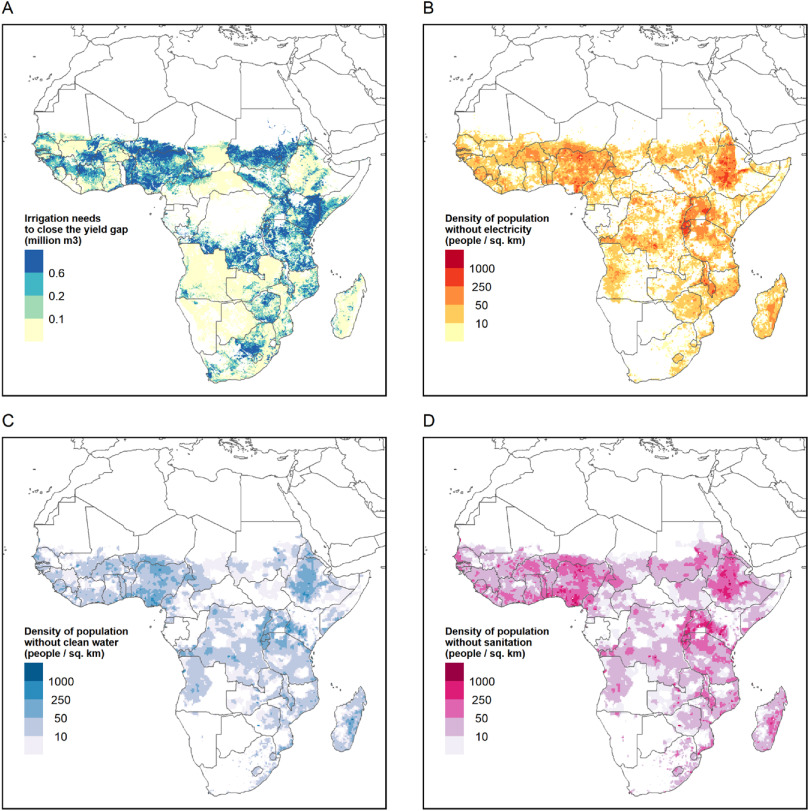 A
Irrigation needs
to close the yield gap
(million m3)
0.6
0.2
0.1
B
Density of population
without electricity
(people / sq. km)
1000
250
50
10
C
Density of population
without clean water
(people / sq. km)
1000
250
50
10
D
Density of population
without sanitation
(people / sq. km)
1000
250
50
10